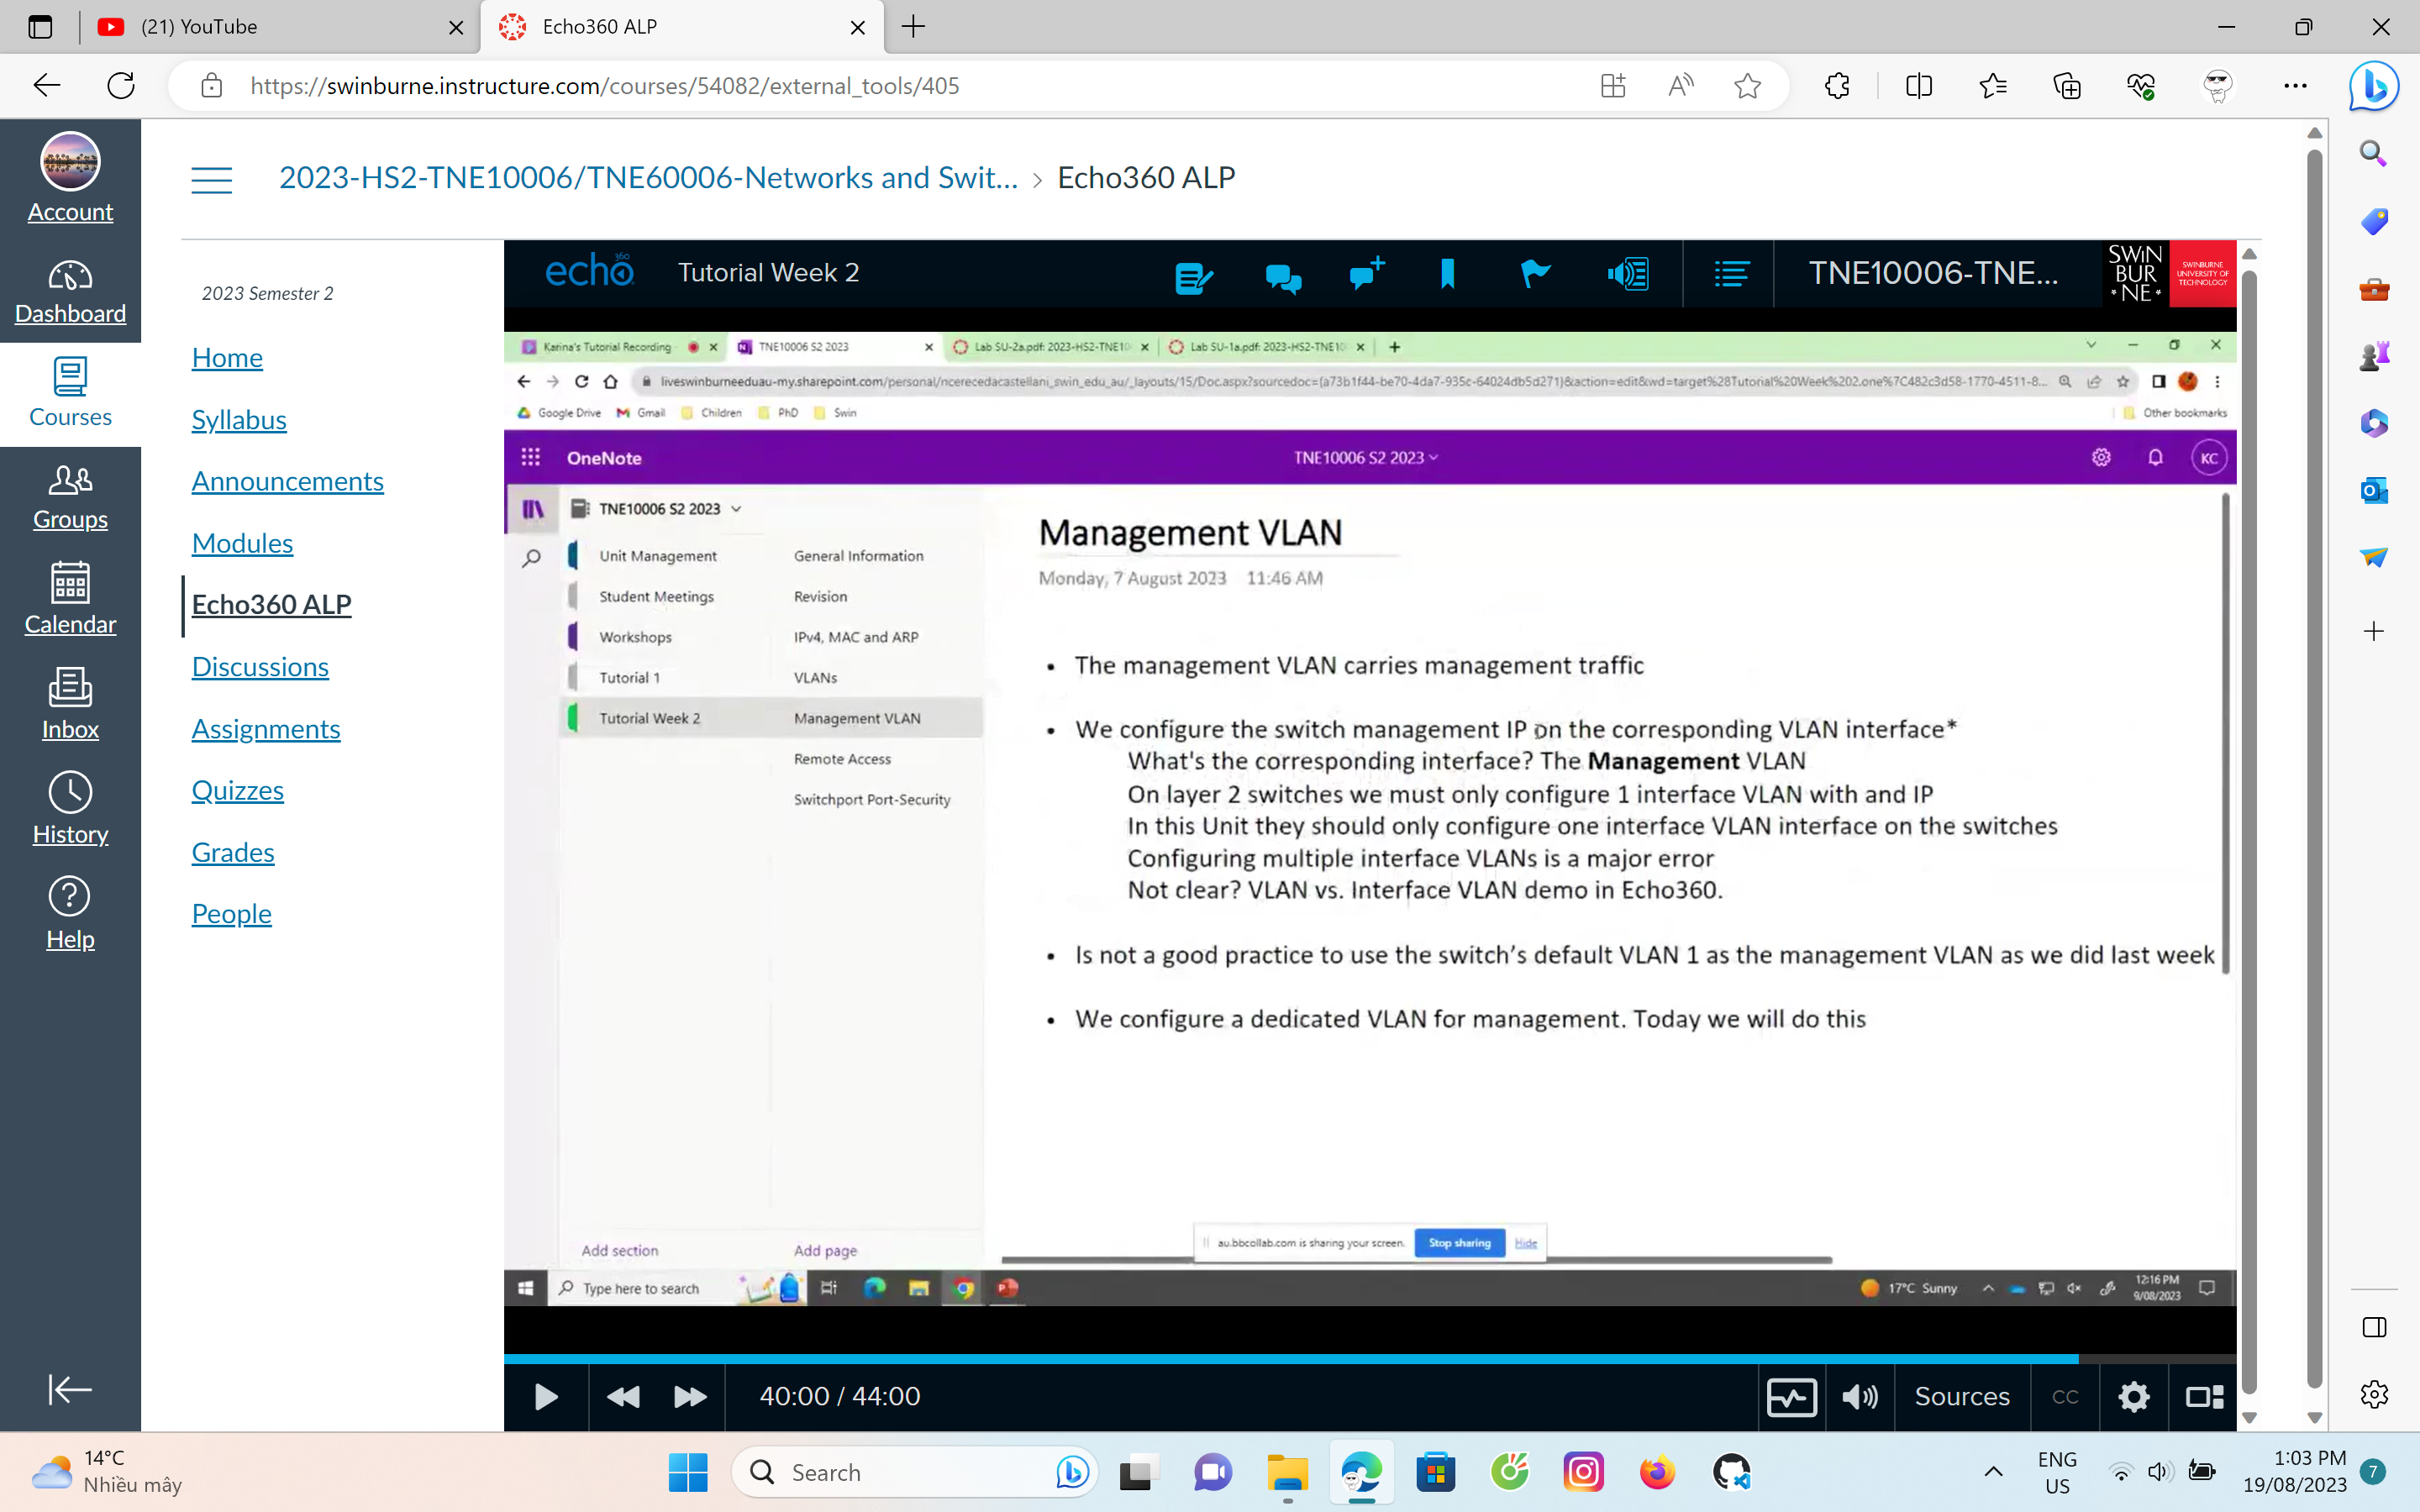 (21) YouTube
Echo360 ALP
https://swinburne.instructure.com/courses/54082/external_tools/405
Account
Dashboard
Courses
Groups
Calendar
Inbox
History
Help
2023-HS2-TNE10006/TNE60006-Networks and Swit... › Echo360 ALP
2023 Semester 2
Home
Syllabus
Announcements
Modules
Echo360 ALP
Discussions
Assignments
Quizzes
Grades
People
echo360 Tutorial Week 2
TNE10006-TNE...
SWIN
BUR
*NE*
SWINBURNE
UNIVERSITY OF
TECHNOLOGY
Karina's Tutorial Recording
TNE10006 S2 2023
Lab SU-2a.pdf: 2023-HS2-TNE10
Lab SU-1a.pdf: 2023-HS2-TNE10
liveswinburneeduau-my.sharepoint.com/personal/ncerecedacastellani_swin_edu_au/_layouts/15/Doc.aspx?sourcedoc={a73b1f44-be70-4da7-935c-64024db5d271}&action=edit&wd=target%28Tutorial%20Week%202.one%7C482c3d58-1770-4511-8...
Google Drive Gmail Children PhD Swin Other bookmarks
OneNote
TNE10006 S2 2023
KC
TNE10006 S2 2023
Unit Management
Student Meetings
Workshops
Tutorial 1
Tutorial Week 2
General Information
Revision
IPv4, MAC and ARP
VLANs
Management VLAN
Remote Access
Switchport Port-Security
Add section
Add page
Management VLAN
Monday, 7 August 2023 11:46 AM
• The management VLAN carries management traffic
• We configure the switch management IP on the corresponding VLAN interface*
What's the corresponding interface? The Management VLAN
On layer 2 switches we must only configure 1 interface VLAN with and IP
In this Unit they should only configure one interface VLAN interface on the switches
Configuring multiple interface VLANs is a major error
Not clear? VLAN vs. Interface VLAN demo in Echo360.
• Is not a good practice to use the switch's default VLAN 1 as the management VLAN as we did last week
• We configure a dedicated VLAN for management. Today we will do this
au.bbcollab.com is sharing your screen. Stop sharing Hide
Type here to search
17°C Sunny
12:16 PM
9/08/2023
40:00 / 44:00
Sources
CC
14°C
Nhiều mây
Search
ENG
US
1:03 PM
19/08/2023
7